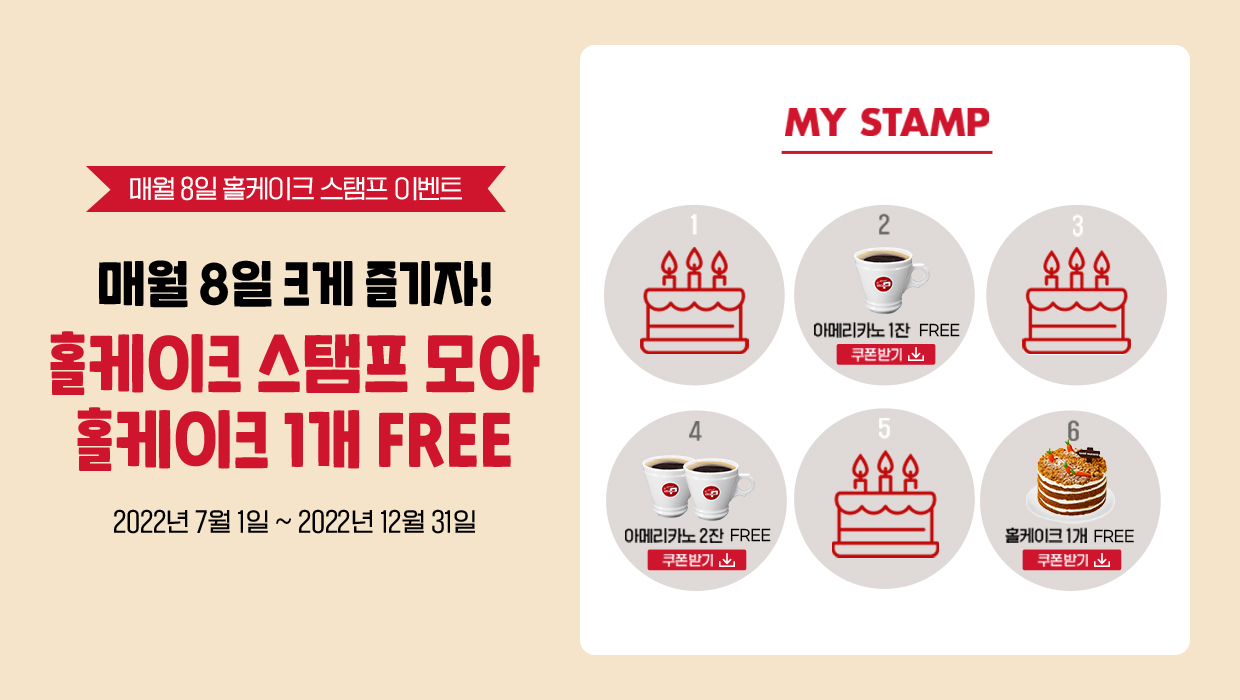 매월 8일 홀케이크 스탬프 이벤트
매월 8일 크게 즐기자!
홀케이크 스탬프 모아
홀케이크 1개 FREE
2022년 7월 1일 ~ 2022년 12월 31일
MY STAMP
1
2
아메리카노 1잔 FREE
쿠폰받기
3
4
아메리카노 2잔 FREE
쿠폰받기
5
6
홀케이크 1개 FREE
쿠폰받기